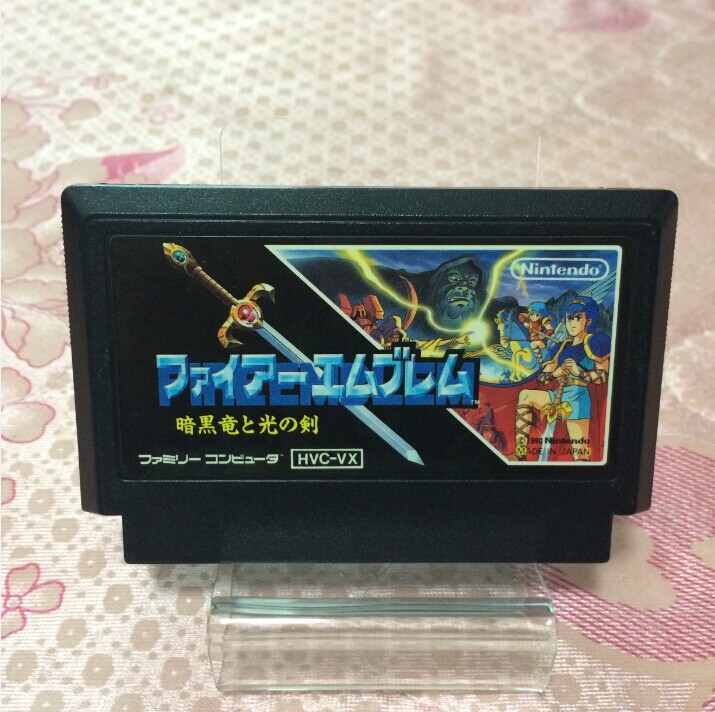 Nintendo
ファイアーエムブレム
TM
暗黒竜と光の剣
ファミリー コンピュータ HVC-VX
© 1990 Nintendo
MADE IN JAPAN